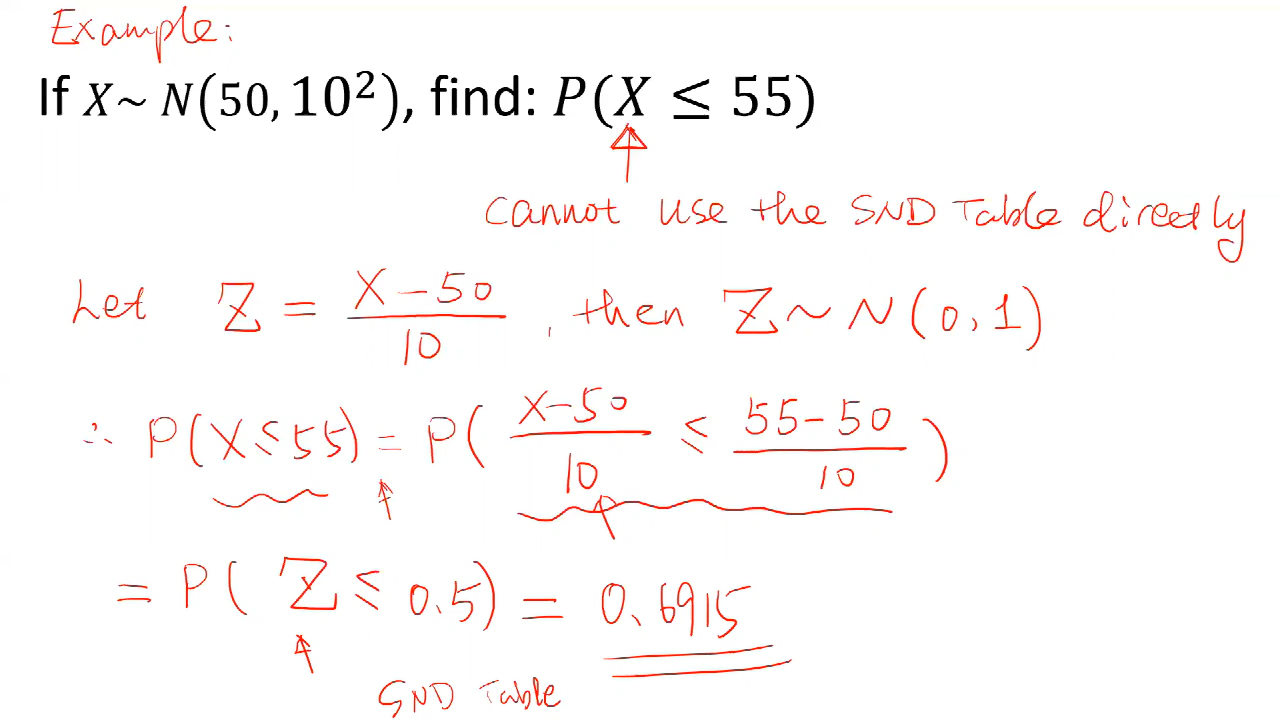 Example:
If X~ N(50, 10²), find: P(X ≤ 55)
cannot use the SND Table directly
Let Z = (X-50)/10, then Z~N(0,1)
∴ P(X≤55) = P( (X-50)/10 ≤ (55-50)/10 )
= P( Z ≤ 0.5) = 0.6915
SND Table